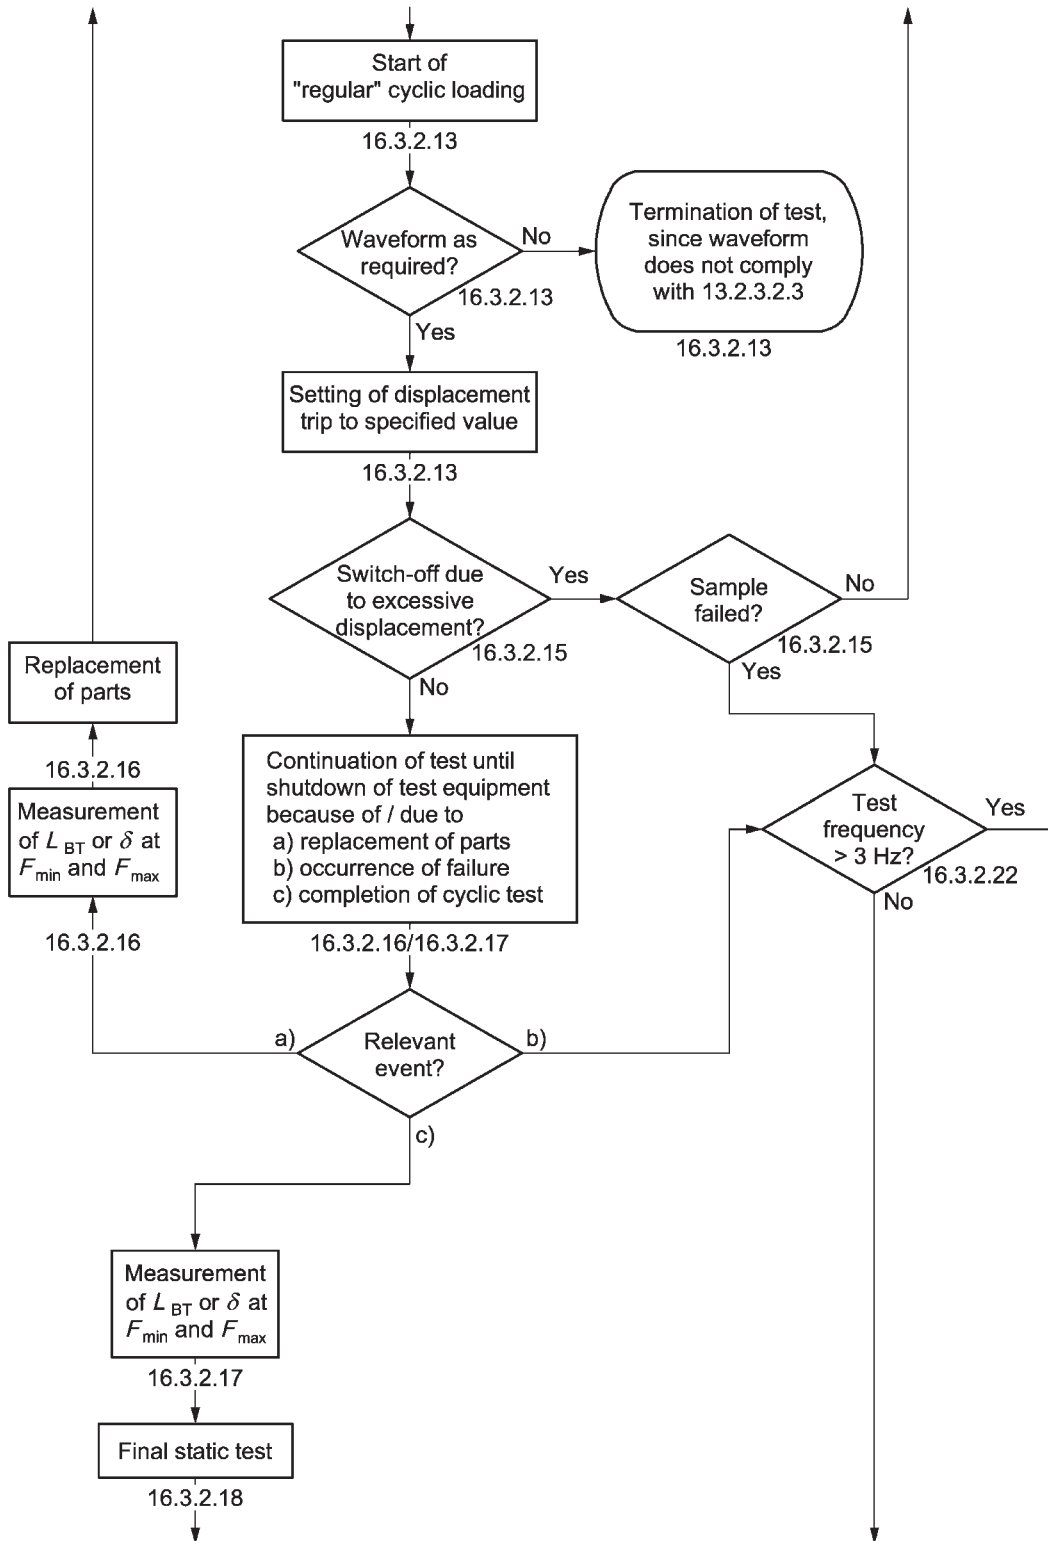 Start of
"regular" cyclic loading
16.3.2.13
Waveform as
required?
No
16.3.2.13
Yes
Termination of test,
since waveform
does not comply
with 13.2.3.2.3
16.3.2.13
Setting of displacement
trip to specified value
16.3.2.13
Switch-off due
to excessive
displacement?
Yes
16.3.2.15
No
Sample
failed?
No
16.3.2.15
Yes
Replacement
of parts
16.3.2.16
Measurement
of L BT or δ at
Fmin and Fmax
16.3.2.16
Continuation of test until
shutdown of test equipment
because of / due to
a) replacement of parts
b) occurrence of failure
c) completion of cyclic test
16.3.2.16/16.3.2.17
Test
frequency
> 3 Hz?
Yes
16.3.2.22
No
a)
Relevant
event?
b)
c)
Measurement
of L BT or δ at
Fmin and Fmax
16.3.2.17
Final static test
16.3.2.18